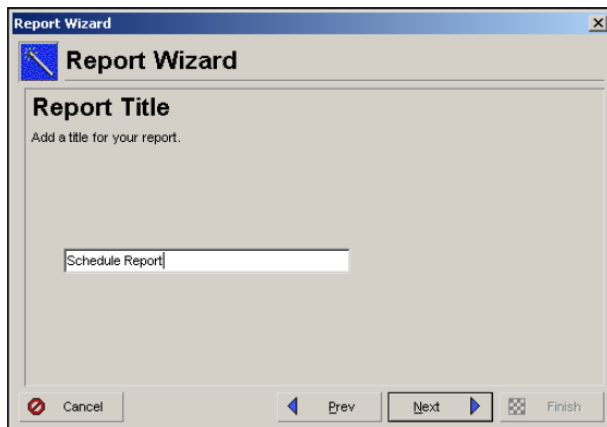 Report Wizard
Report Wizard
Report Title
Add a title for your report.
Schedule Report
Cancel Prev Next Finish